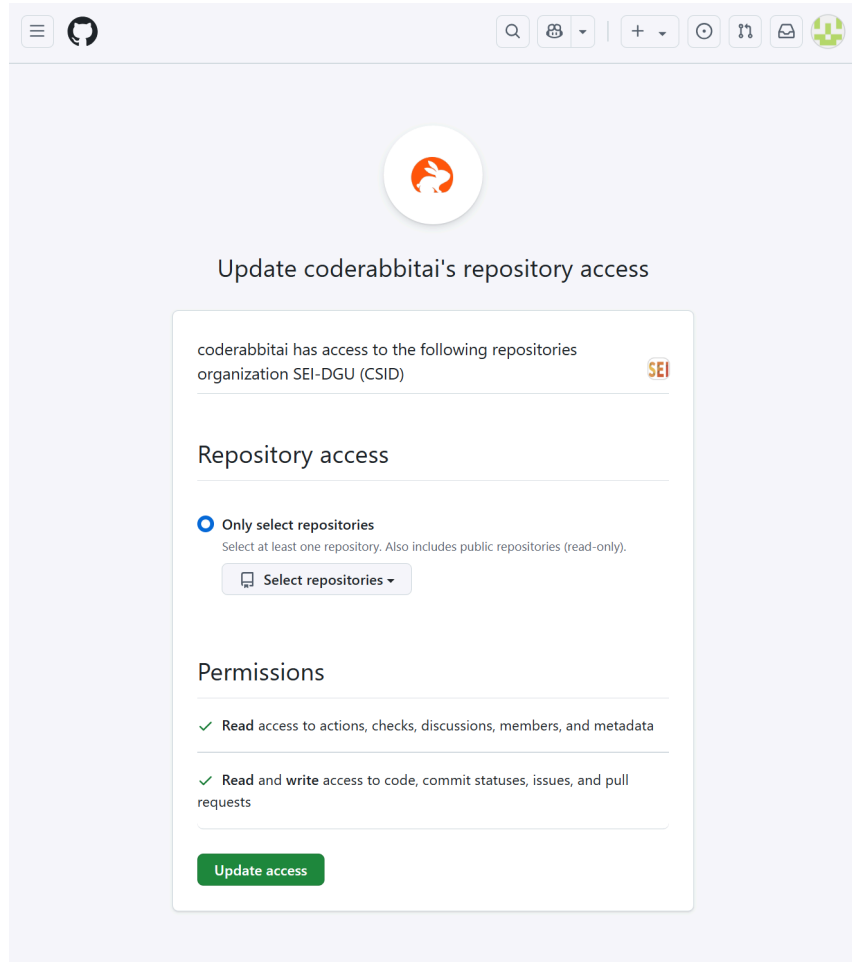 Update coderabbitai's repository access
coderabbitai has access to the following repositories
organization SEI-DGU (CSID)
SEI
Repository access
Only select repositories
Select at least one repository. Also includes public repositories (read-only).
Select repositories
Permissions
Read access to actions, checks, discussions, members, and metadata
Read and write access to code, commit statuses, issues, and pull
requests
Update access